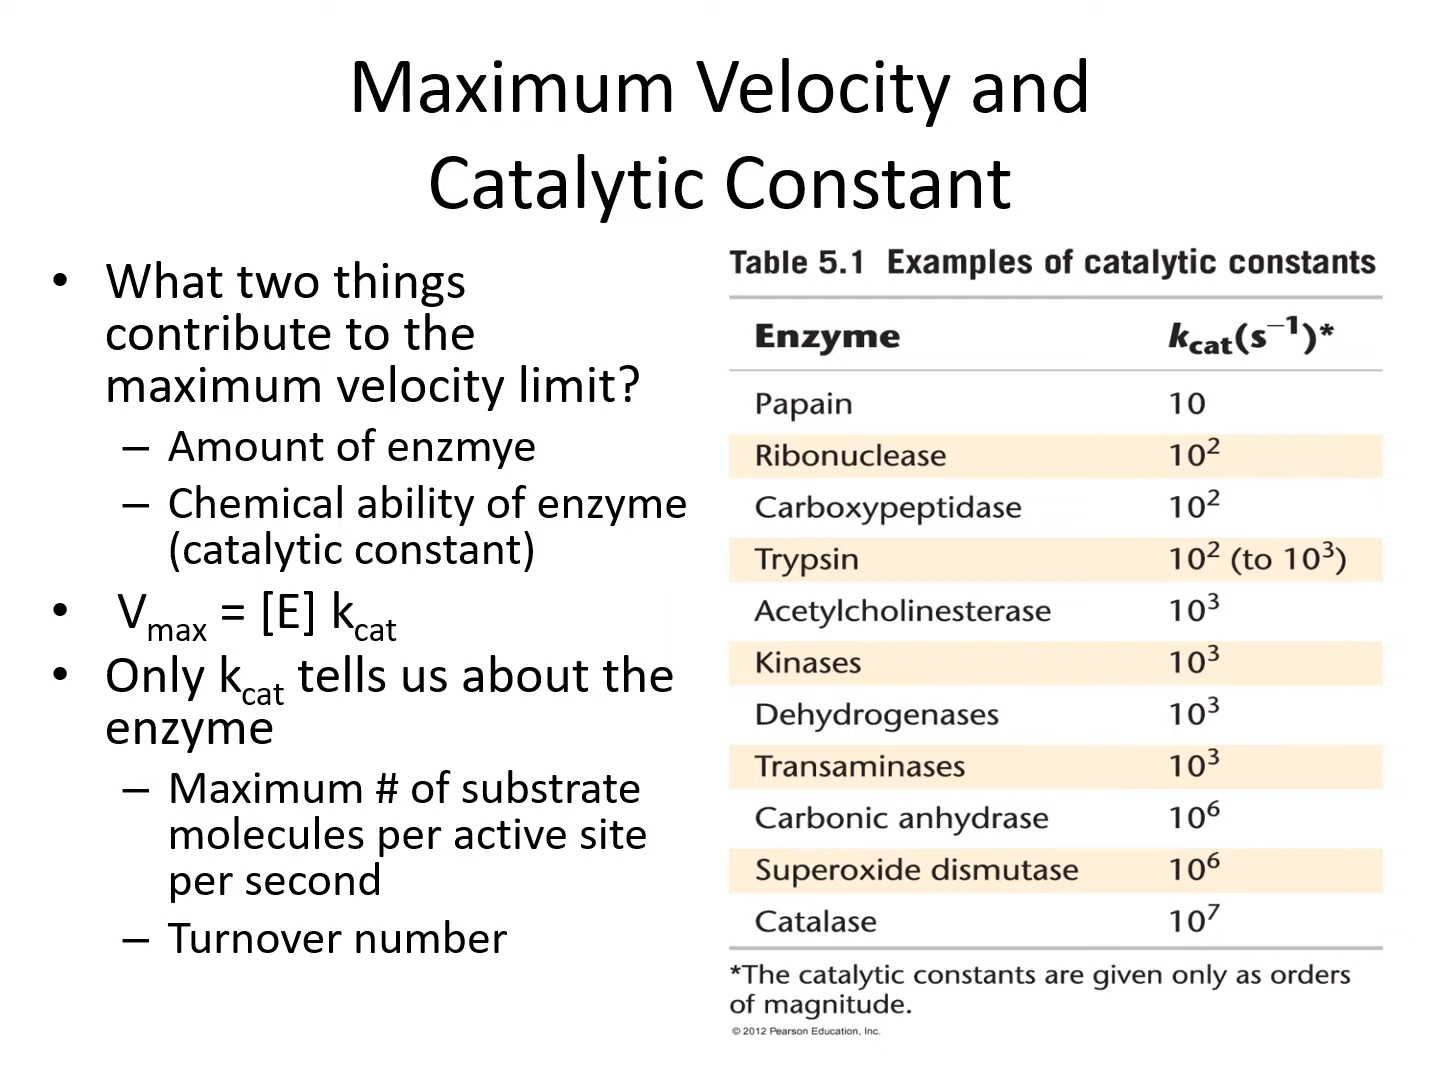 Maximum Velocity and
Catalytic Constant
• What two things
contribute to the
maximum velocity limit?
– Amount of enzmye
– Chemical ability of enzyme
(catalytic constant)
• Vmax = [E] kcat
• Only kcat tells us about the
enzyme
– Maximum # of substrate
molecules per active site
per second
– Turnover number
Table 5.1 Examples of catalytic constants
Enzyme kcat(s⁻¹)*
Papain 10
Ribonuclease 10²
Carboxypeptidase 10²
Trypsin 10² (to 10³)
Acetylcholinesterase 10³
Kinases 10³
Dehydrogenases 10³
Transaminases 10³
Carbonic anhydrase 10⁶
Superoxide dismutase 10⁶
Catalase 10⁷
*The catalytic constants are given only as orders
of magnitude.
© 2012 Pearson Education, Inc.